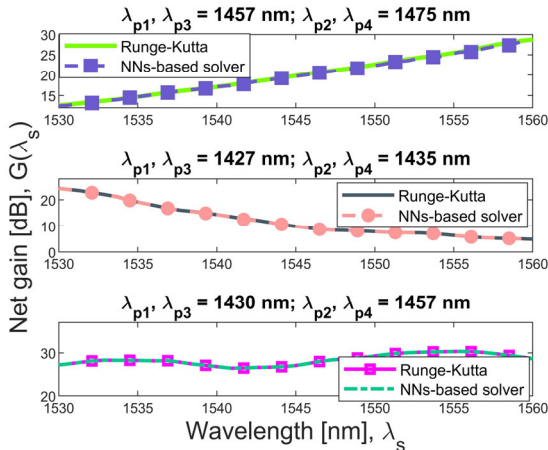 λp1, λp3 = 1457 nm; λp2, λp4 = 1475 nm
30
25
20
15
Runge-Kutta
NNs-based solver
1530 1535 1540 1545 1550 1555 1560
λp1, λp3 = 1427 nm; λp2, λp4 = 1435 nm
20
10
0
Runge-Kutta
NNs-based solver
1530 1535 1540 1545 1550 1555 1560
λp1, λp3 = 1430 nm; λp2, λp4 = 1457 nm
30
20
Runge-Kutta
NNs-based solver
1530 1535 1540 1545 1550 1555 1560
Net gain [dB], G(λs)
Wavelength [nm], λs